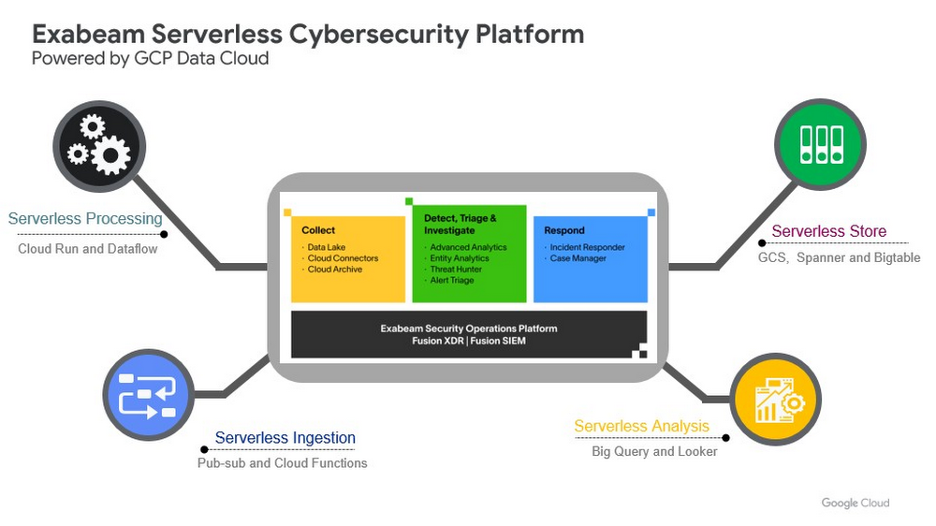 Exabeam Serverless Cybersecurity Platform
Powered by GCP Data Cloud
Serverless Processing
Cloud Run and Dataflow
Serverless Store
GCS, Spanner and Bigtable
Collect
· Data Lake
· Cloud Connectors
· Cloud Archive
Detect, Triage &
Investigate
· Advanced Analytics
· Entity Analytics
· Threat Hunter
· Alert Triage
Respond
· Incident Responder
· Case Manager
Exabeam Security Operations Platform
Fusion XDR | Fusion SIEM
Serverless Ingestion
Pub-sub and Cloud Functions
Serverless Analysis
Big Query and Looker
Google Cloud